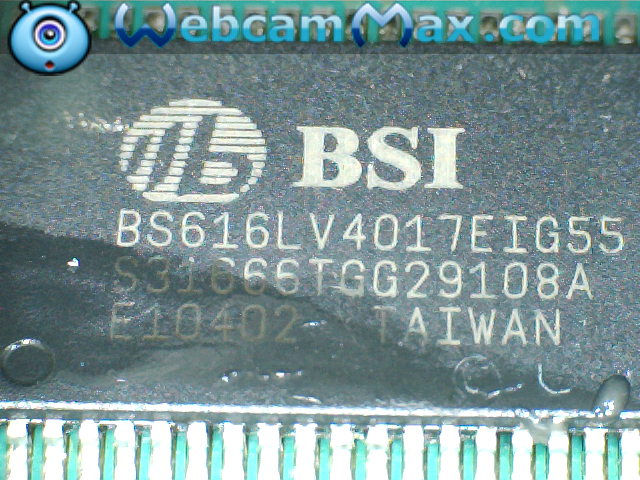 WebcamMax.com
BSI
BS616LV4017EIG55
S31666TGG29108A
E10402 TAIWAN